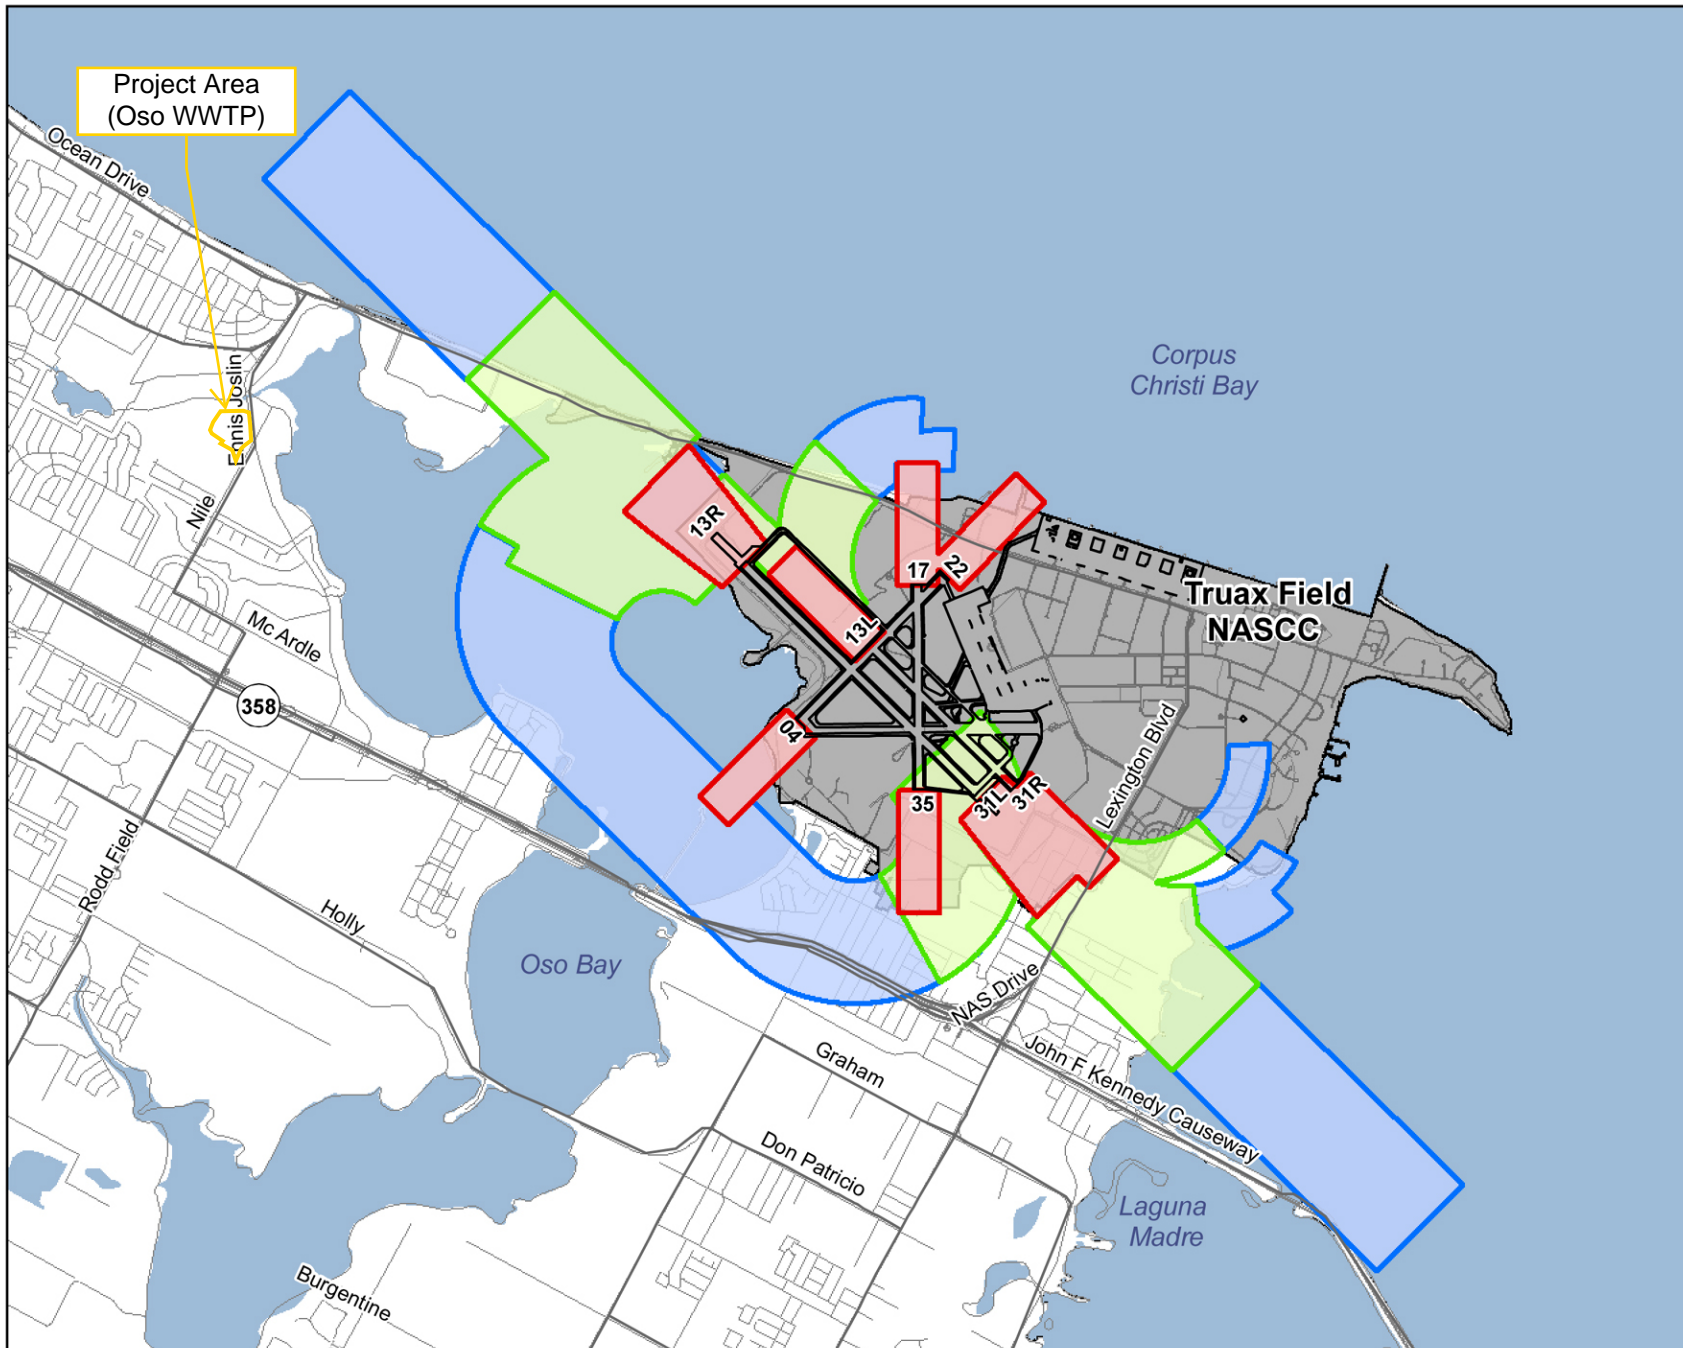 Project Area
(Oso WWTP)
Ocean Drive
Corpus
Christi Bay
Ennis Joslin
Nile
13R
17
22
Truax Field
NASCC
13L
Mc Ardle
358
04
Lexington Blvd
35
31L
31R
Rodd Field
Holly
Oso Bay
NAS Drive
John F Kennedy Causeway
Graham
Don Patricio
Laguna
Madre
Burgentine